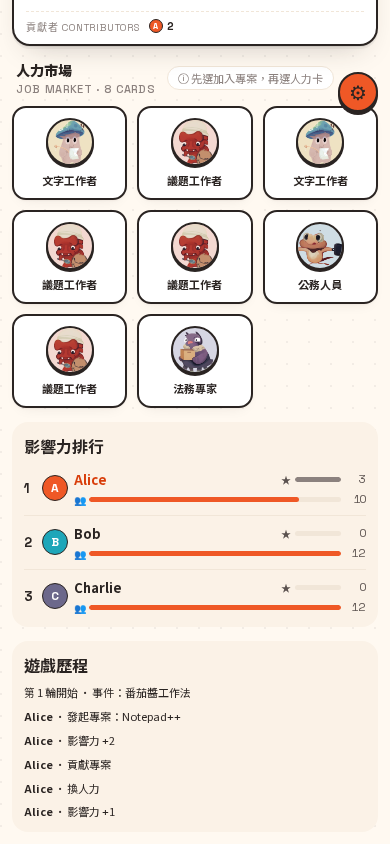 貢獻者 CONTRIBUTORS A 2
人力市場
JOB MARKET · 8 CARDS
ⓘ 先選加入專案，再選人力卡
文字工作者
議題工作者
文字工作者
議題工作者
議題工作者
公務人員
議題工作者
法務專家
影響力排行
1 A Alice ★ 3
10
2 B Bob ★ 0
12
3 C Charlie ★ 0
12
遊戲歷程
第 1 輪開始 · 事件：番茄醬工作法
Alice · 發起專案：Notepad++
Alice · 影響力 +2
Alice · 貢獻專案
Alice · 換人力
Alice · 影響力 +1